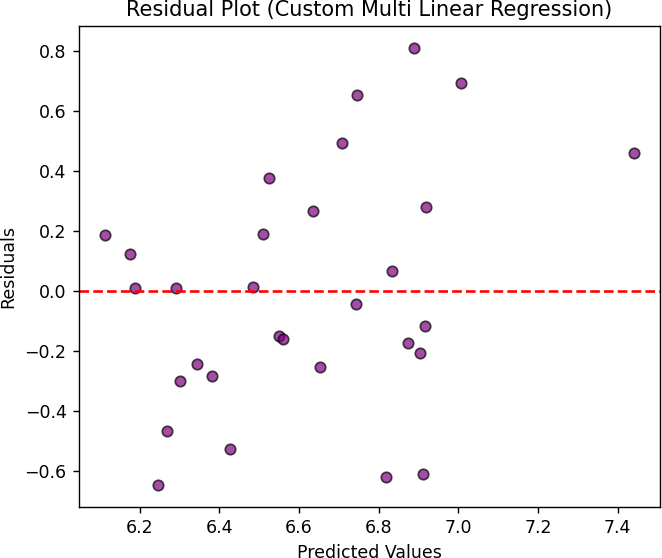 Residual Plot (Custom Multi Linear Regression)
0.8
0.6
0.4
0.2
0.0
−0.2
−0.4
−0.6
Residuals
6.2 6.4 6.6 6.8 7.0 7.2 7.4
Predicted Values